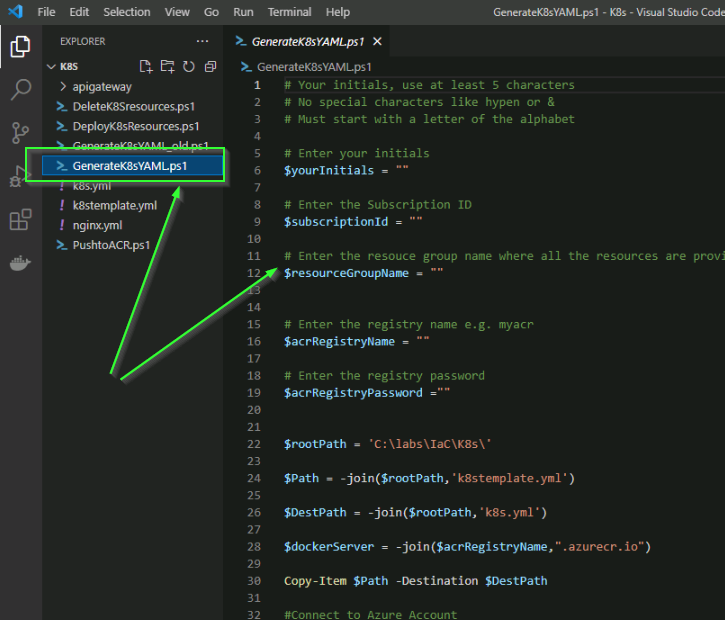 File Edit Selection View Go Run Terminal Help GenerateK8sYAML.ps1 - K8s - Visual Studio Code
EXPLORER ...
K8S
apigateway
DeleteK8Sresources.ps1
DeployK8sResources.ps1
GenerateK8sYAML_old.ps1
GenerateK8sYAML.ps1
k8s.yml
k8stemplate.yml
nginx.yml
PushtoACR.ps1
GenerateK8sYAML.ps1 ×
GenerateK8sYAML.ps1
1 # Your initials, use at least 5 characters
2 # No special characters like hypen or &
3 # Must start with a letter of the alphabet
4
5 # Enter your initials
6 $yourInitials = ""
7
8 # Enter the Subscription ID
9 $subscriptionId = ""
10
11 # Enter the resouce group name where all the resources are provi
12 $resourceGroupName = ""
13
14
15 # Enter the registry name e.g. myacr
16 $acrRegistryName = ""
17
18 # Enter the registry password
19 $acrRegistryPassword =""
20
21
22 $rootPath = 'C:\labs\IaC\K8s\'
23
24 $Path = -join($rootPath,'k8stemplate.yml')
25
26 $DestPath = -join($rootPath,'k8s.yml')
27
28 $dockerServer = -join($acrRegistryName,".azurecr.io")
29
30 Copy-Item $Path -Destination $DestPath
31
32 #Connect to Azure Account